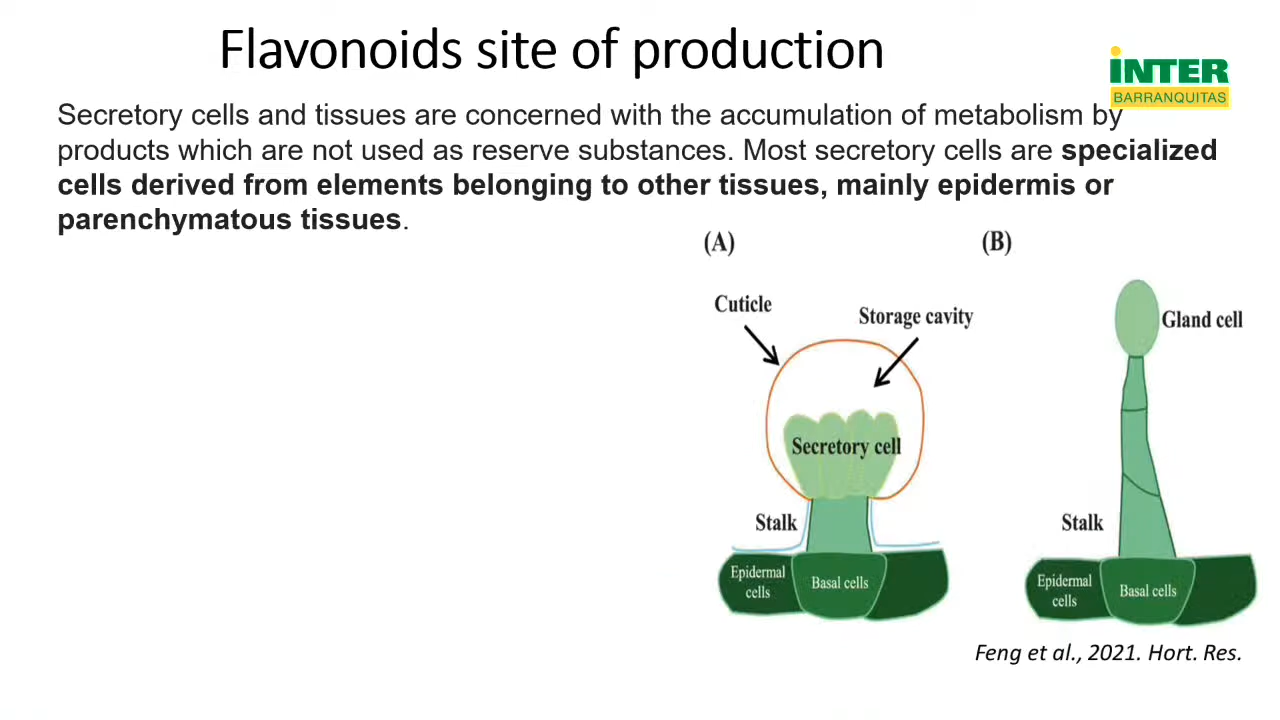 Flavonoids site of production
iNTER
BARRANQUITAS
Secretory cells and tissues are concerned with the accumulation of metabolism by
products which are not used as reserve substances. Most secretory cells are specialized
cells derived from elements belonging to other tissues, mainly epidermis or
parenchymatous tissues.
(A)
Cuticle
Storage cavity
Secretory cell
Stalk
Epidermal
cells
Basal cells
(B)
Gland cell
Stalk
Epidermal
cells
Basal cells
Feng et al., 2021. Hort. Res.